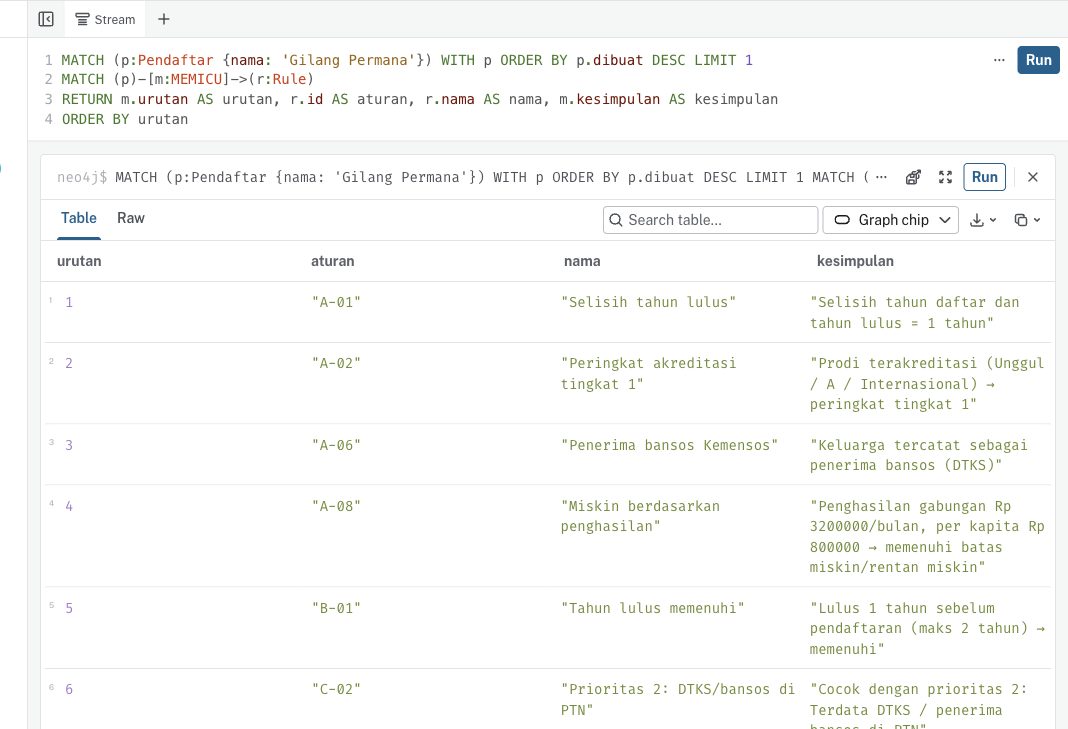 Stream
1 MATCH (p:Pendaftar {nama: 'Gilang Permana'}) WITH p ORDER BY p.dibuat DESC LIMIT 1
... Run
2 MATCH (p)-[m:MEMICU]->(r:Rule)
3 RETURN m.urutan AS urutan, r.id AS aturan, r.nama AS nama, m.kesimpulan AS kesimpulan
4 ORDER BY urutan
neo4j$ MATCH (p:Pendaftar {nama: 'Gilang Permana'}) WITH p ORDER BY p.dibuat DESC LIMIT 1 MATCH ( ... Run
Table Raw
Search table...
Graph chip
urutan aturan nama kesimpulan
1 1 "A-01" "Selisih tahun lulus" "Selisih tahun daftar dan
tahun lulus = 1 tahun"
2 2 "A-02" "Peringkat akreditasi "Prodi terakreditasi (Unggul
tingkat 1" / A / Internasional) →
peringkat tingkat 1"
3 3 "A-06" "Penerima bansos Kemensos" "Keluarga tercatat sebagai
penerima bansos (DTKS)"
4 4 "A-08" "Miskin berdasarkan "Penghasilan gabungan Rp
penghasilan" 3200000/bulan, per kapita Rp
800000 → memenuhi batas
miskin/rentan miskin"
5 5 "B-01" "Tahun lulus memenuhi" "Lulus 1 tahun sebelum
pendaftaran (maks 2 tahun) →
memenuhi"
6 6 "C-02" "Prioritas 2: DTKS/bansos di "Cocok dengan prioritas 2:
PTN" Terdata DTKS / penerima
bansos di PTN"